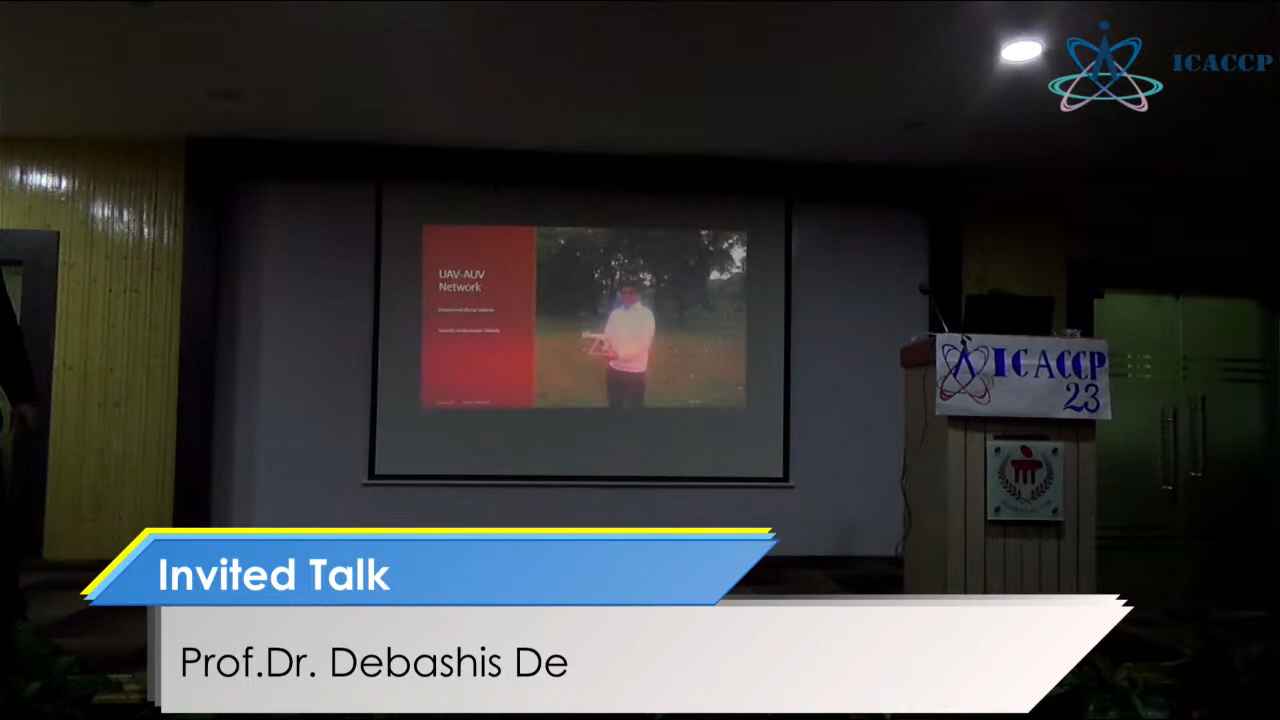 ICACCP
UAV-AUV
Network
ICACCP
23
Invited Talk
Prof.Dr. Debashis De